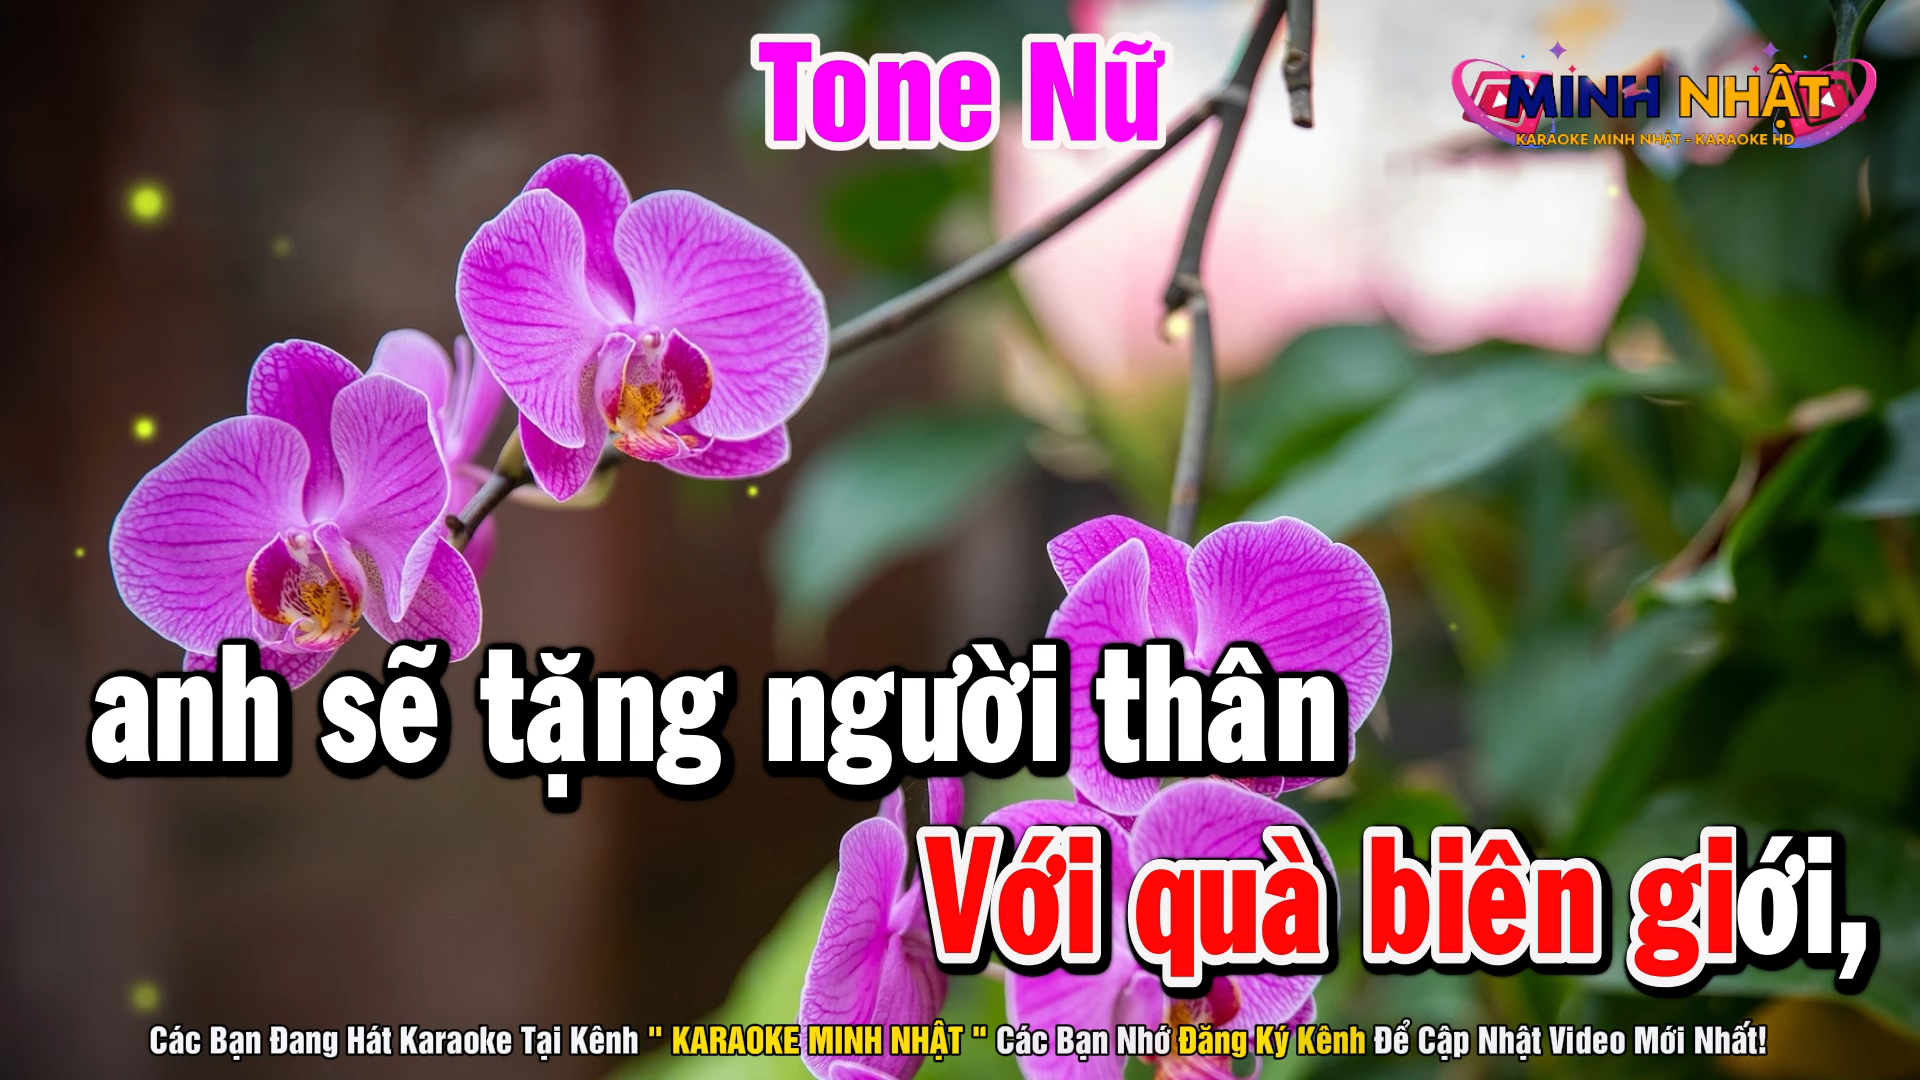 Tone Nữ
MINH NHẬT
KARAOKE MINH NHẬT - KARAOKE HD
anh sẽ tặng người thân
Với quà biên giới,
Các Bạn Đang Hát Karaoke Tại Kênh " KARAOKE MINH NHẬT " Các Bạn Nhớ Đăng Ký Kênh Để Cập Nhật Video Mới Nhất!